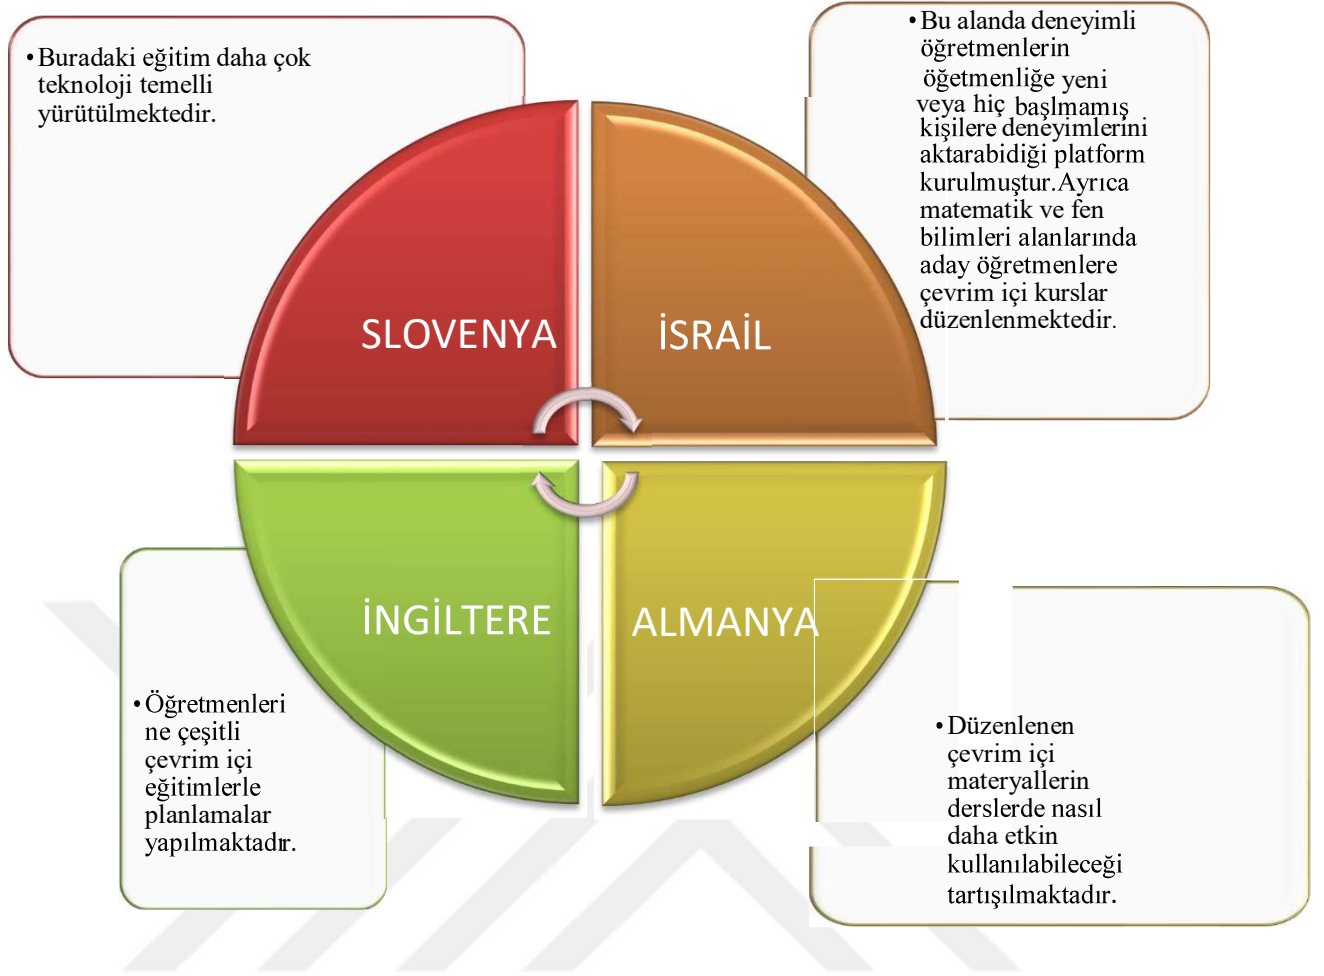 • Buradaki eğitim daha çok
teknoloji temelli
yürütülmektedir.
• Bu alanda deneyimli
öğretmenlerin
öğetmenliğe yeni
veya hiç başlmamış
kişilere deneyimlerini
aktarabidiği platform
kurulmuştur.Ayrıca
matematik ve fen
bilimleri alanlarında
aday öğretmenlere
çevrim içi kurslar
düzenlenmektedir.
SLOVENYA
İSRAİL
İNGİLTERE
ALMANYA
• Öğretmenleri
ne çeşitli
çevrim içi
eğitimlerle
planlamalar
yapılmaktadır.
• Düzenlenen
çevrim içi
materyallerin
derslerde nasıl
daha etkin
kullanılabileceği
tartışılmaktadır.